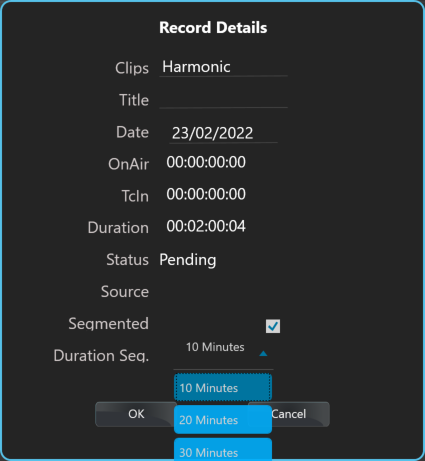 Record Details
Clips Harmonic
Title
Date 23/02/2022
OnAir 00:00:00:00
TcIn 00:00:00:00
Duration 00:02:00:04
Status Pending
Source
Segmented
Duration Seg. 10 Minutes
10 Minutes
OK Cancel
20 Minutes
30 Minutes